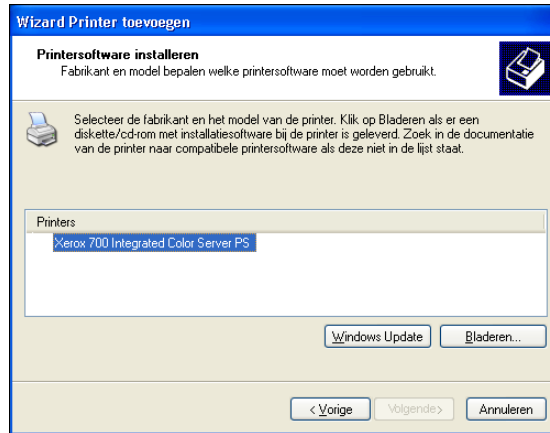 Wizard Printer toevoegen
Printersoftware installeren
Fabrikant en model bepalen welke printersoftware moet worden gebruikt.
Selecteer de fabrikant en het model van de printer. Klik op Bladeren als er een
diskette/cd-rom met installatiesoftware bij de printer is geleverd. Zoek in de documentatie
van de printer naar compatibele printersoftware als deze niet in de lijst staat.
Printers
Xerox 700 Integrated Color Server PS
Windows Update Bladeren...
< Vorige Volgende > Annuleren